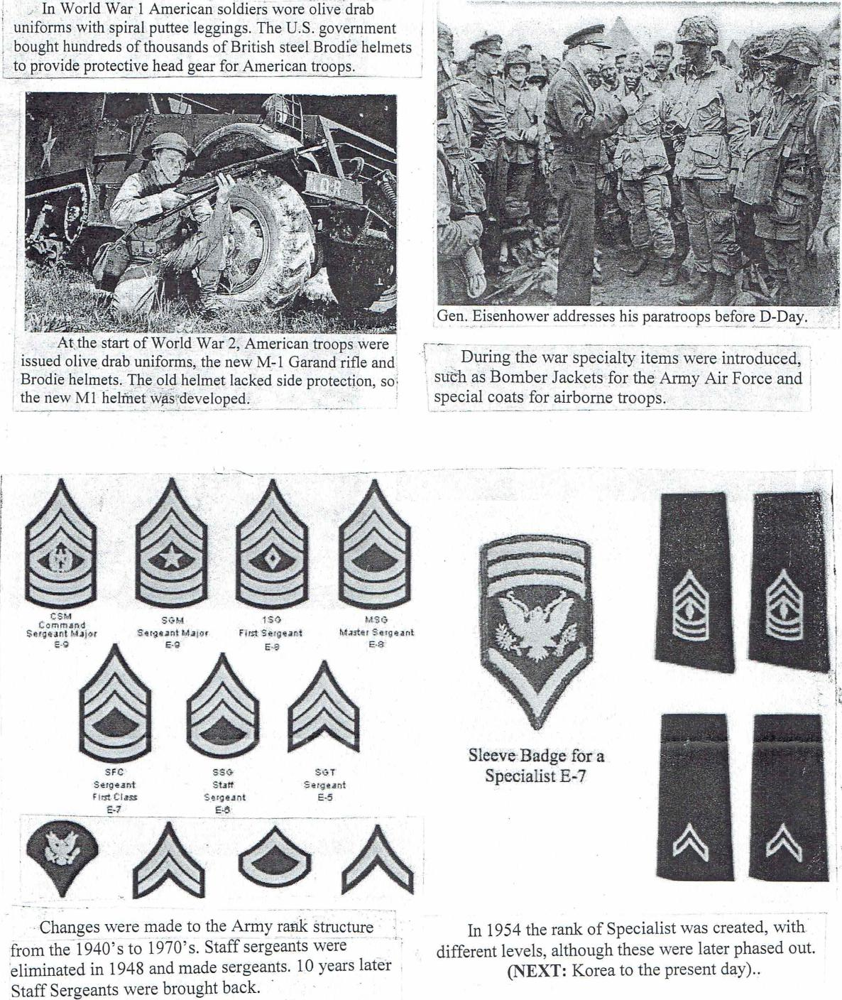 In World War 1 American soldiers wore olive drab
uniforms with spiral puttee leggings. The U.S. government
bought hundreds of thousands of British steel Brodie helmets
to provide protective head gear for American troops.
At the start of World War 2, American troops were
issued olive drab uniforms, the new M-1 Garand rifle and
Brodie helmets. The old helmet lacked side protection, so
the new M1 helmet was developed.
Gen. Eisenhower addresses his paratroops before D-Day.
During the war specialty items were introduced,
such as Bomber Jackets for the Army Air Force and
special coats for airborne troops.
CSM
Command
Sergeant Major
E-9
SGM
Sergeant Major
E-9
1SG
First Sergeant
E-8
MSG
Master Sergeant
E-8
SFC
Sergeant
First Class
E-7
SSG
Staff
Sergeant
E-6
SGT
Sergeant
E-5
Sleeve Badge for a
Specialist E-7
Changes were made to the Army rank structure
from the 1940's to 1970's. Staff sergeants were
eliminated in 1948 and made sergeants. 10 years later
Staff Sergeants were brought back.
In 1954 the rank of Specialist was created, with
different levels, although these were later phased out.
(NEXT: Korea to the present day)..